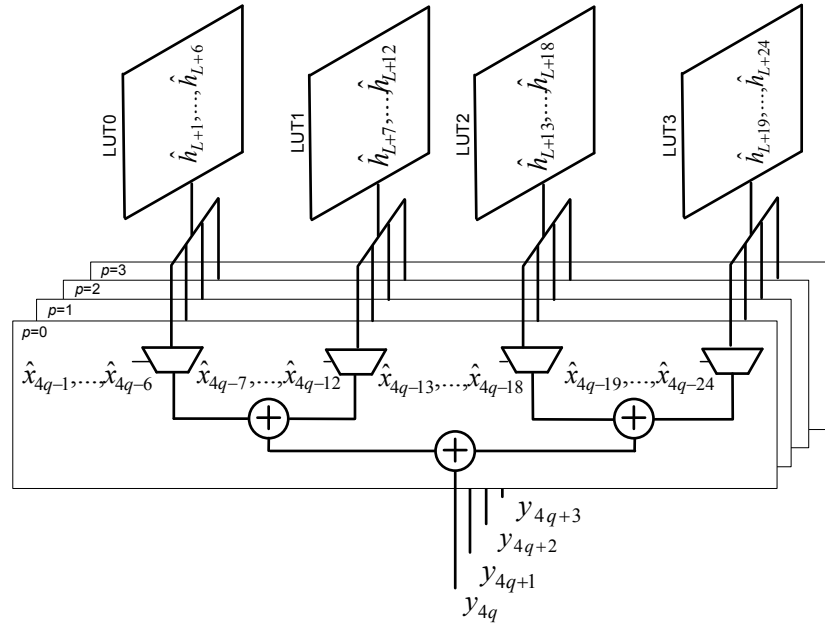 LUT0
ĥ_{L+1},...,ĥ_{L+6}
LUT1
ĥ_{L+7},...,ĥ_{L+12}
LUT2
ĥ_{L+13},...,ĥ_{L+18}
LUT3
ĥ_{L+19},...,ĥ_{L+24}
p=3
p=2
p=1
p=0
x̂_{4q−1},...,x̂_{4q−6}
x̂_{4q−7},...,x̂_{4q−12}
x̂_{4q−13},...,x̂_{4q−18}
x̂_{4q−19},...,x̂_{4q−24}
+
+
+
y_{4q+3}
y_{4q+2}
y_{4q+1}
y_{4q}